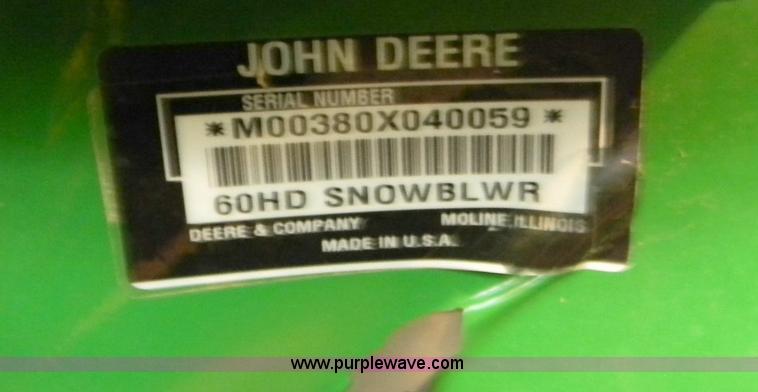 JOHN DEERE
SERIAL NUMBER
*M00380X040059*
60HD SNOWBLWR
DEERE & COMPANY MOLINE, ILLINOIS
MADE IN U.S.A.
www.purplewave.com